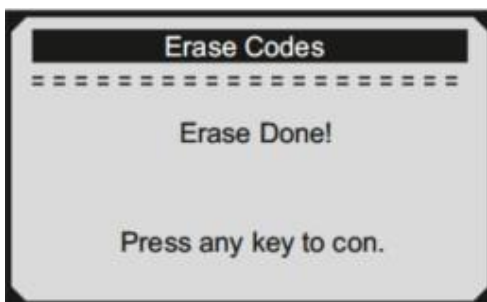 Erase Codes
====================
Erase Done!
Press any key to con.